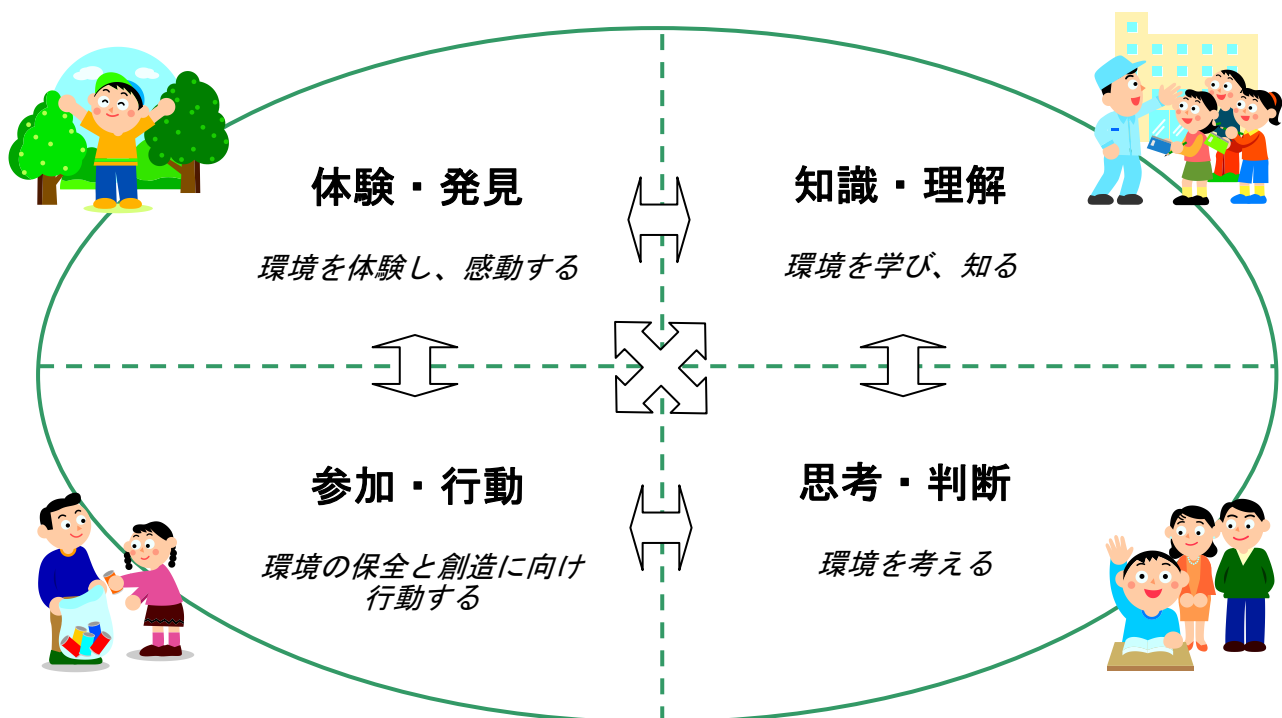 体験・発見
環境を体験し、感動する
知識・理解
環境を学び、知る
参加・行動
環境の保全と創造に向け
行動する
思考・判断
環境を考える